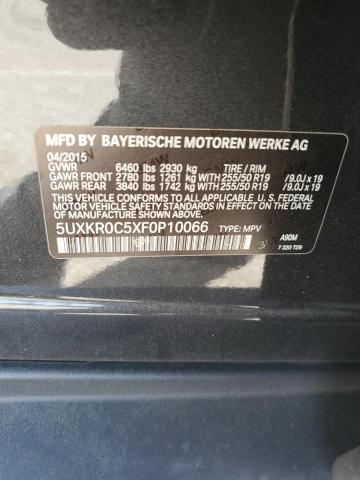 MFD BY BAYERISCHE MOTOREN WERKE AG
04/2015
GVWR 6460 lbs 2930 kg TIRE / RIM
GAWR FRONT 2780 lbs 1261 kg WITH 255/50 R19 /9.0J x 19
GAWR REAR 3840 lbs 1742 kg WITH 255/50 R19 /9.0J x 19
THIS VEHICLE CONFORMS TO ALL APPLICABLE U.S.
FEDERAL MOTOR VEHICLE SAFETY STANDARDS IN
EFFECT ON THE DATE OF MANUFACTURE SHOWN ABOVE.
5UXKR0C5XF0P10066 TYPE: MPV
A90M
7 320 729